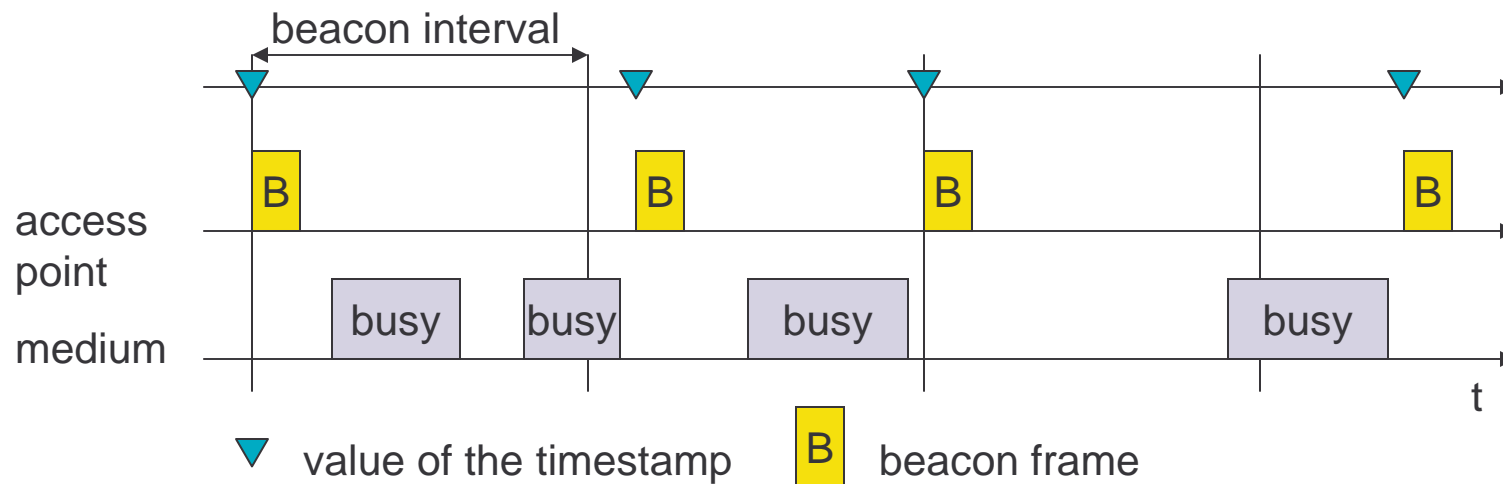 beacon interval
B B B B
access
point
busy busy busy busy
medium
t
value of the timestamp B beacon frame